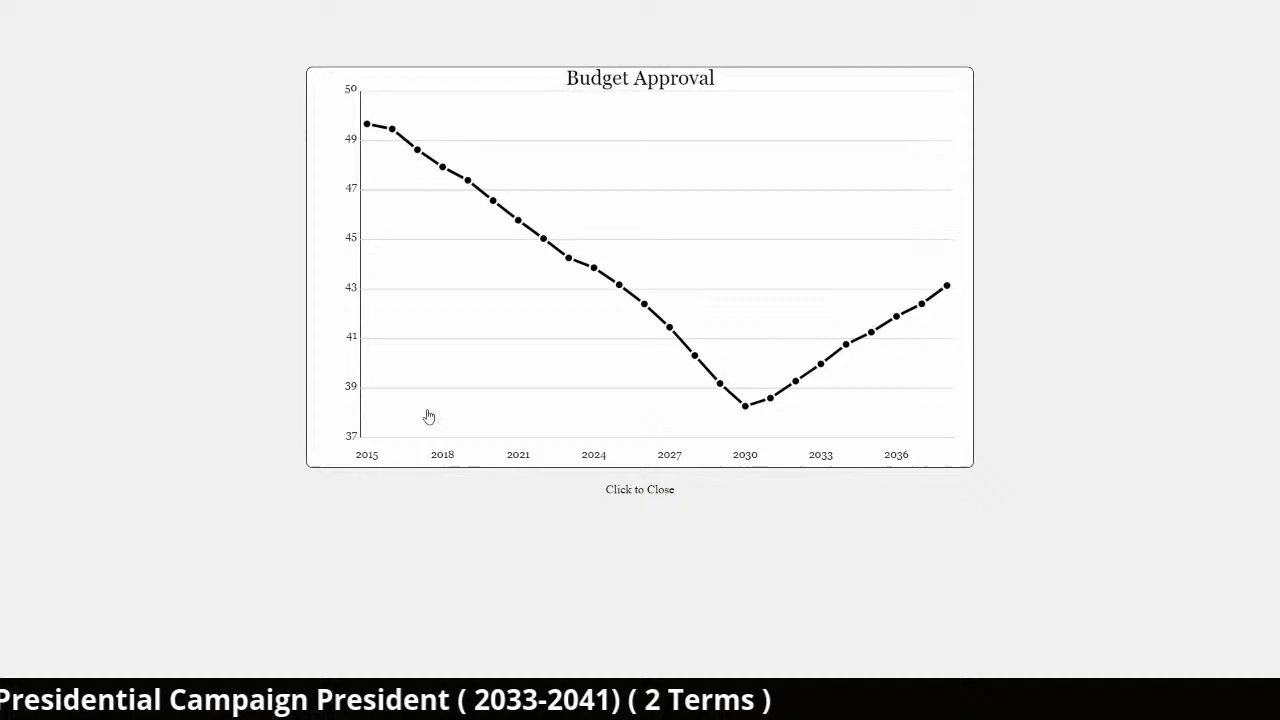 Budget Approval
50
49
47
45
43
41
39
37
2015 2018 2021 2024 2027 2030 2033 2036
Click to Close
Presidential Campaign President ( 2033-2041) ( 2 Terms )